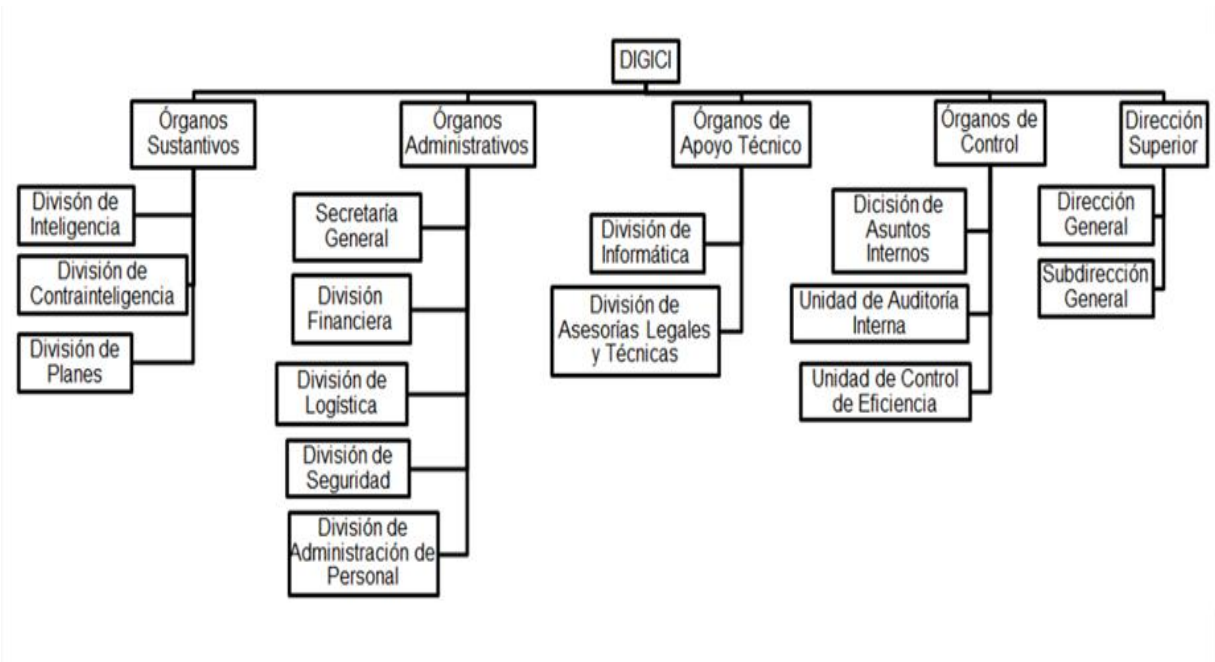 DIGICI
Órganos
Sustantivos
Divisón de
Inteligencia
División de
Contrainteligencia
División de
Planes
Órganos
Administrativos
Secretaría
General
División
Financiera
División de
Logística
División de
Seguridad
División de
Administración de
Personal
Órganos de
Apoyo Técnico
División de
Informática
División de
Asesorías Legales
y Técnicas
Órganos de
Control
Dicisión de
Asuntos
Internos
Unidad de Auditoría
Interna
Unidad de Control
de Eficiencia
Dirección
Superior
Dirección
General
Subdirección
General